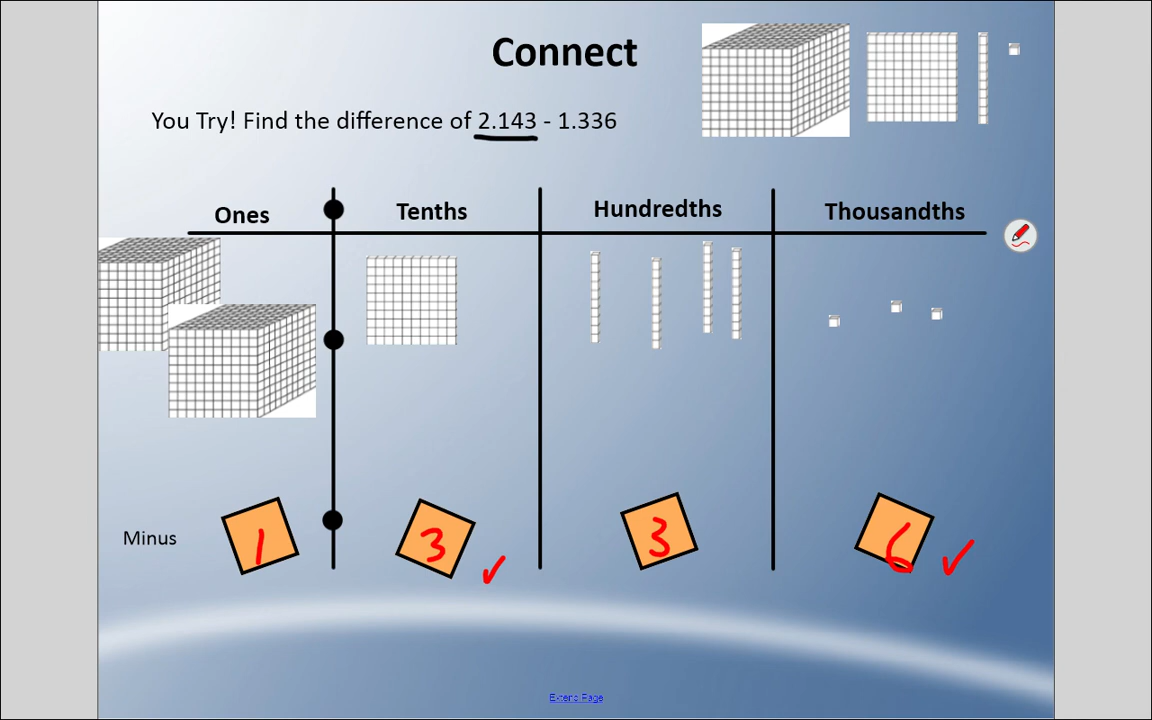 Connect
You Try! Find the difference of 2.143 - 1.336
Ones Tenths Hundredths Thousandths
Minus 1 3 3 6
Extend Page